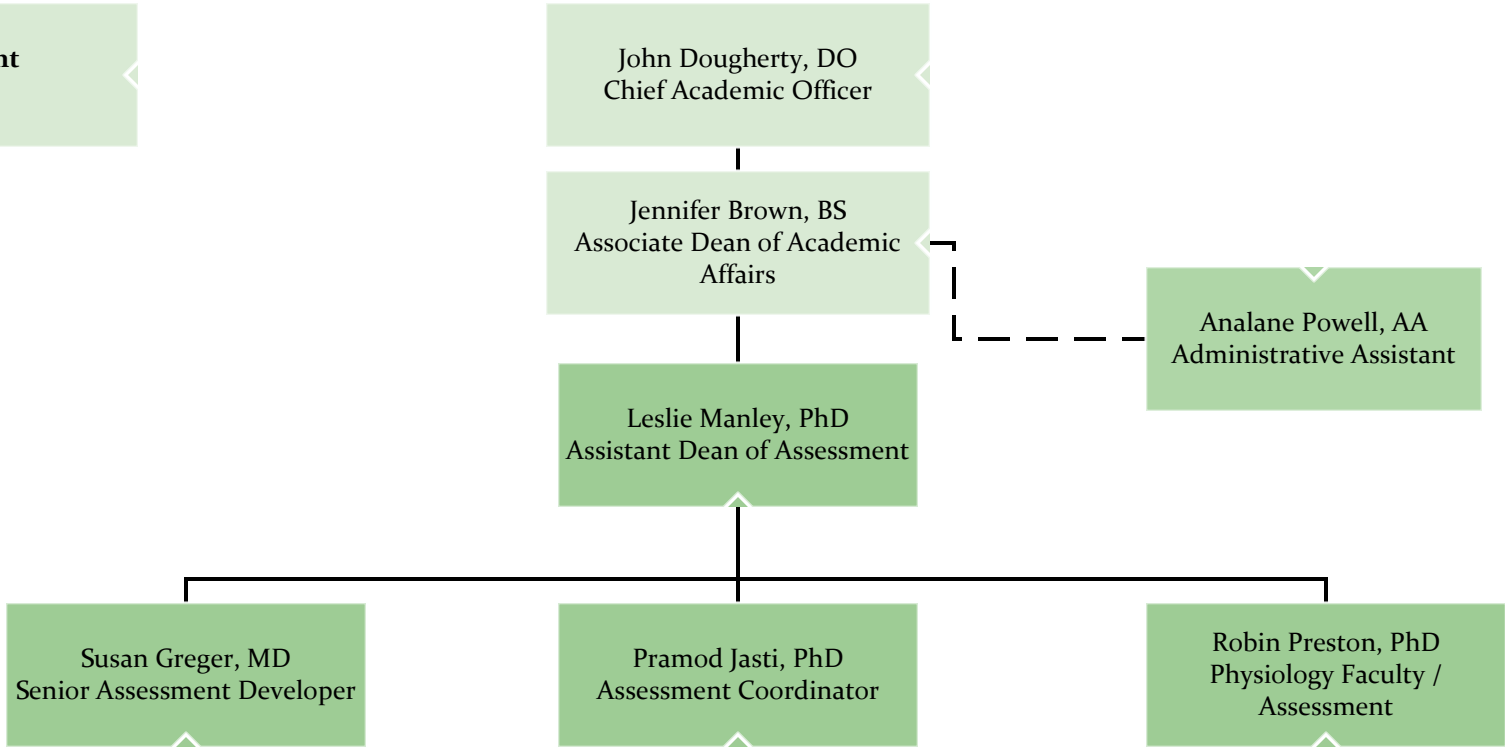 John Dougherty, DO
Chief Academic Officer
Jennifer Brown, BS
Associate Dean of Academic
Affairs
Analane Powell, AA
Administrative Assistant
Leslie Manley, PhD
Assistant Dean of Assessment
Susan Greger, MD
Senior Assessment Developer
Pramod Jasti, PhD
Assessment Coordinator
Robin Preston, PhD
Physiology Faculty /
Assessment